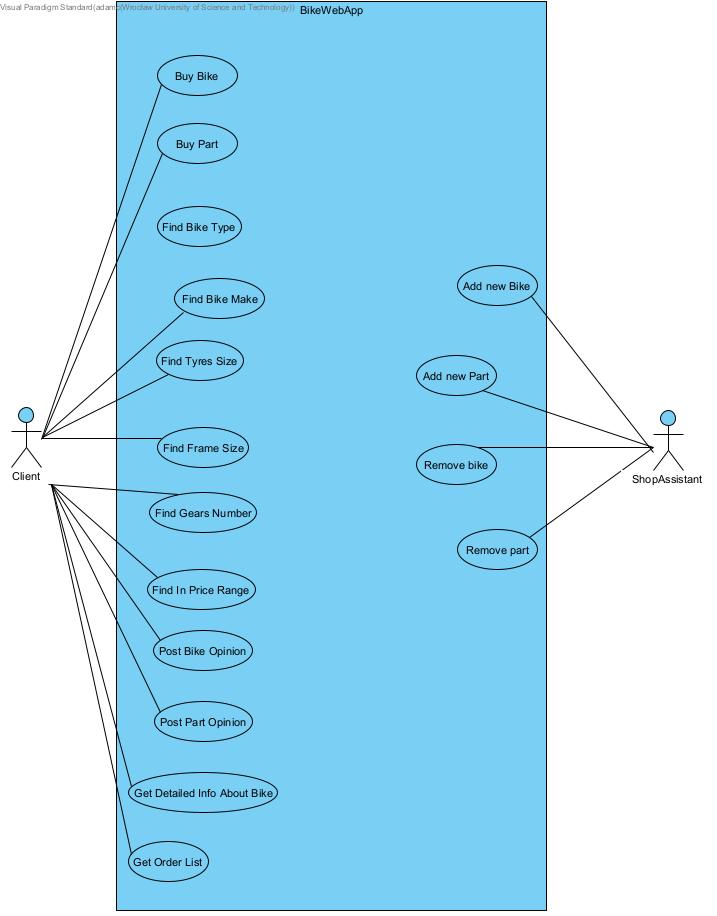 Visual Paradigm Standard(adam(Wrocław University of Science and Technology))
BikeWebApp
Buy Bike
Buy Part
Find Bike Type
Find Bike Make
Find Tyres Size
Find Frame Size
Find Gears Number
Find In Price Range
Post Bike Opinion
Post Part Opinion
Get Detailed Info About Bike
Get Order List
Add new Bike
Add new Part
Remove bike
Remove part
Client
ShopAssistant